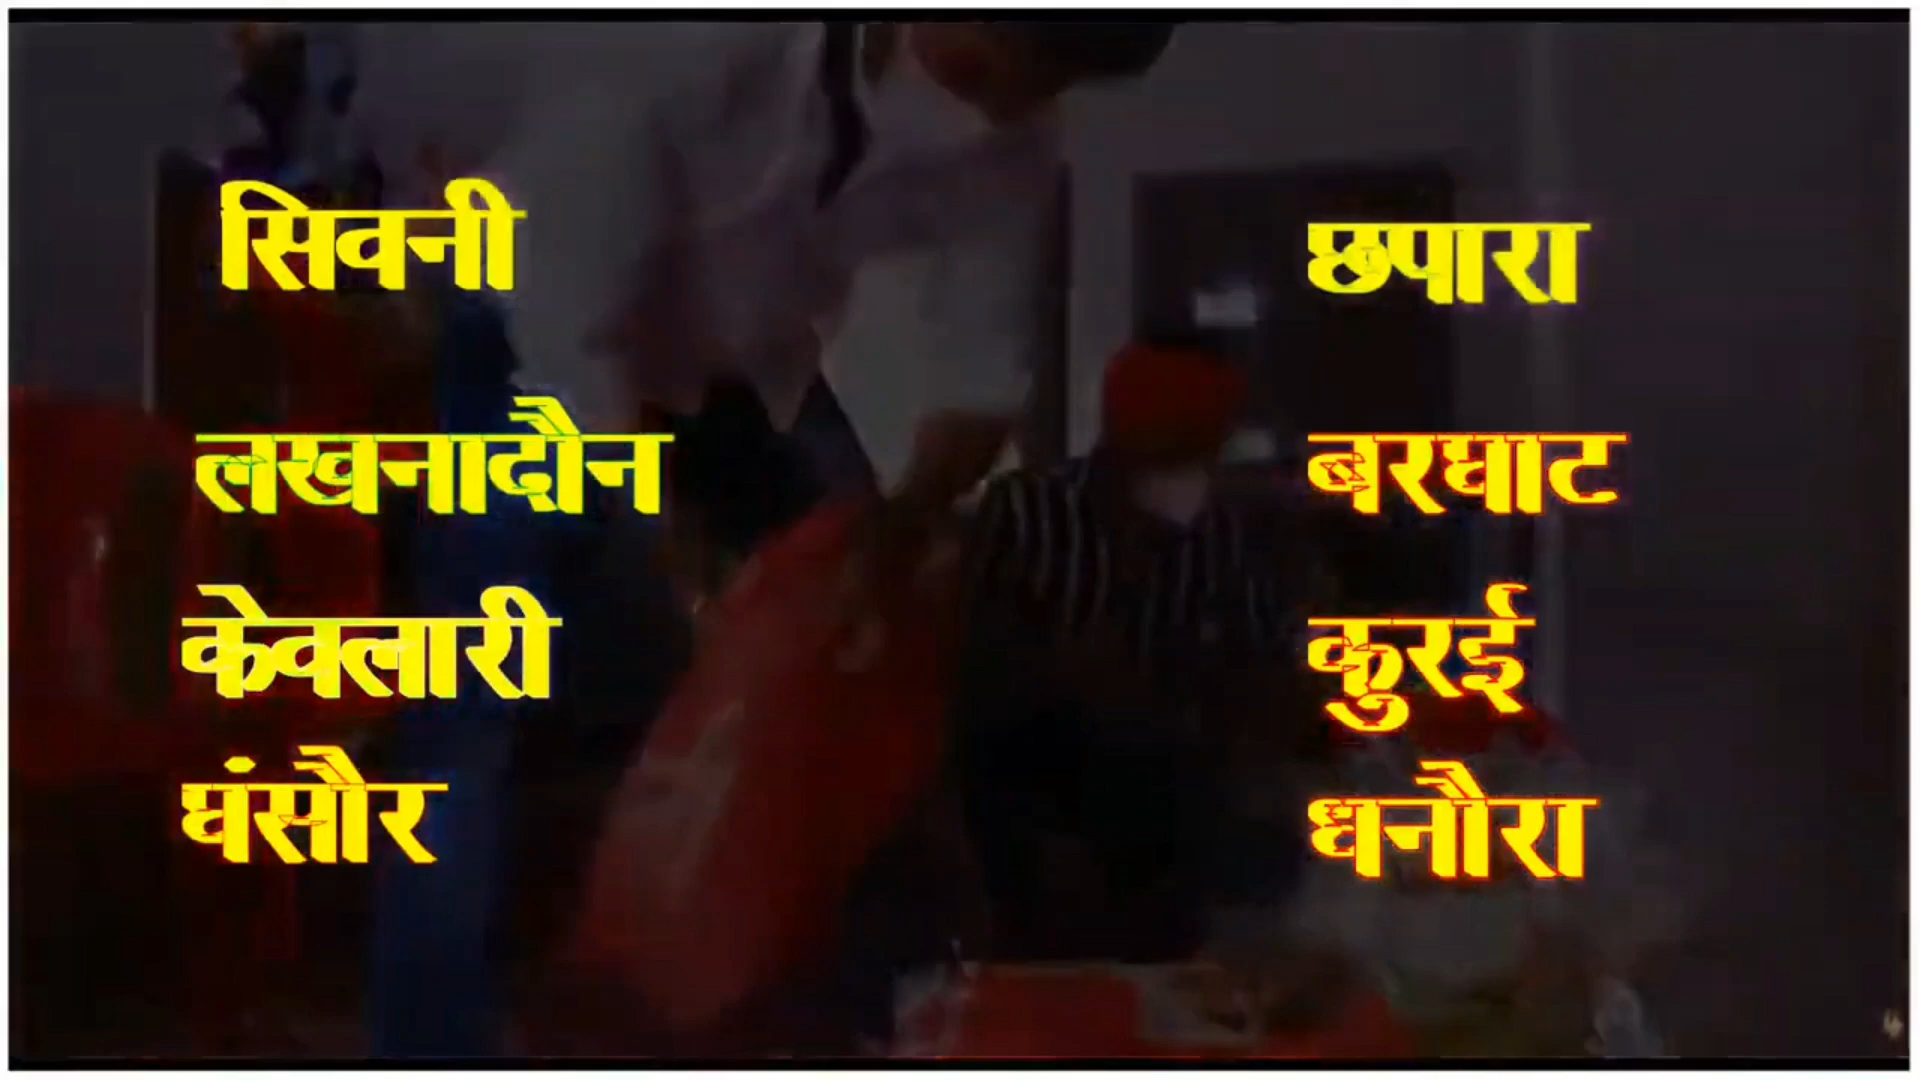 सिवनी
छपारा
लखनादौन
बरघाट
केवलारी
कुरई
घंसौर
धनौरा